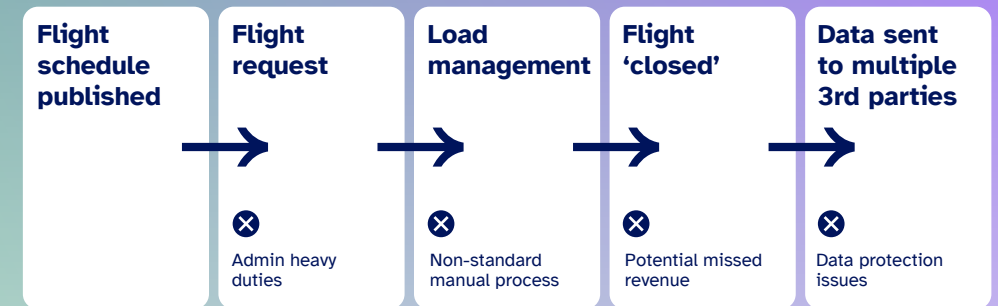 Flight
schedule
published
Flight
request
Admin heavy
duties
Load
management
Non-standard
manual process
Flight
‘closed’
Potential missed
revenue
Data sent
to multiple
3rd parties
Data protection
issues